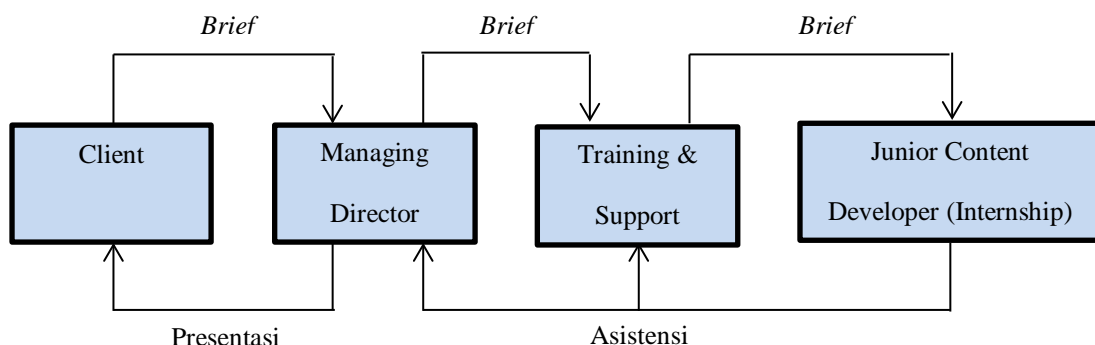 Brief
Brief
Brief
Client
Managing
Director
Training &
Support
Junior Content
Developer (Internship)
Presentasi
Asistensi